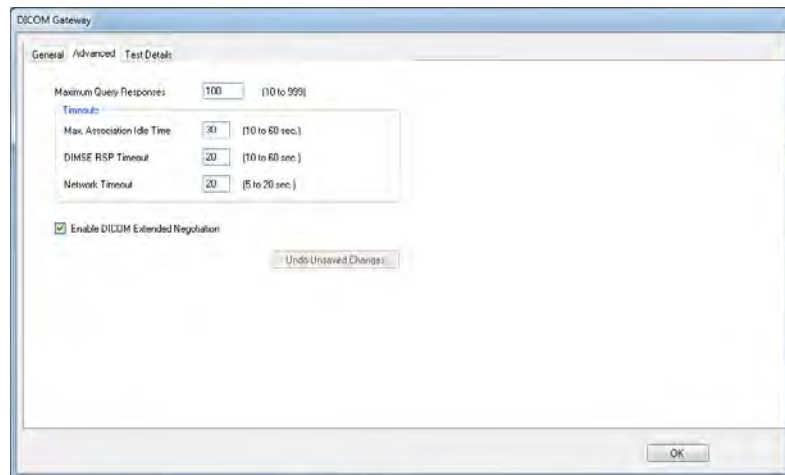 DICOM Gateway
General Advanced Test Details
Maximum Query Responses 100 (10 to 999)
Timeouts
Max. Association Idle Time 30 (10 to 60 sec.)
DIMSE RSP Timeout 20 (10 to 60 sec.)
Network Timeout 20 (5 to 20 sec.)
Enable DICOM Extended Negotiation
Undo Unsaved Changes
OK